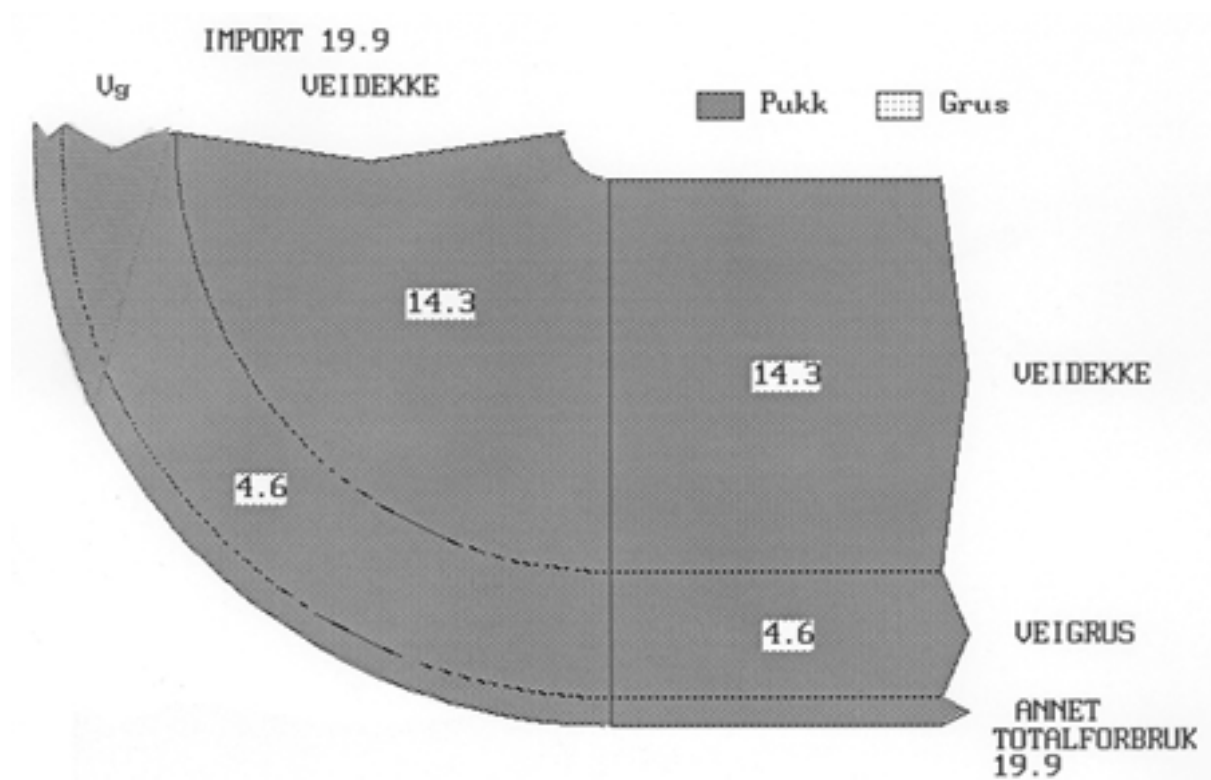 IMPORT 19.9
Vg VEIDEKKE
Pukk Grus
14.3
14.3
VEIDEKKE
4.6
4.6
VEIGRUS
ANNET
TOTALFORBRUK
19.9